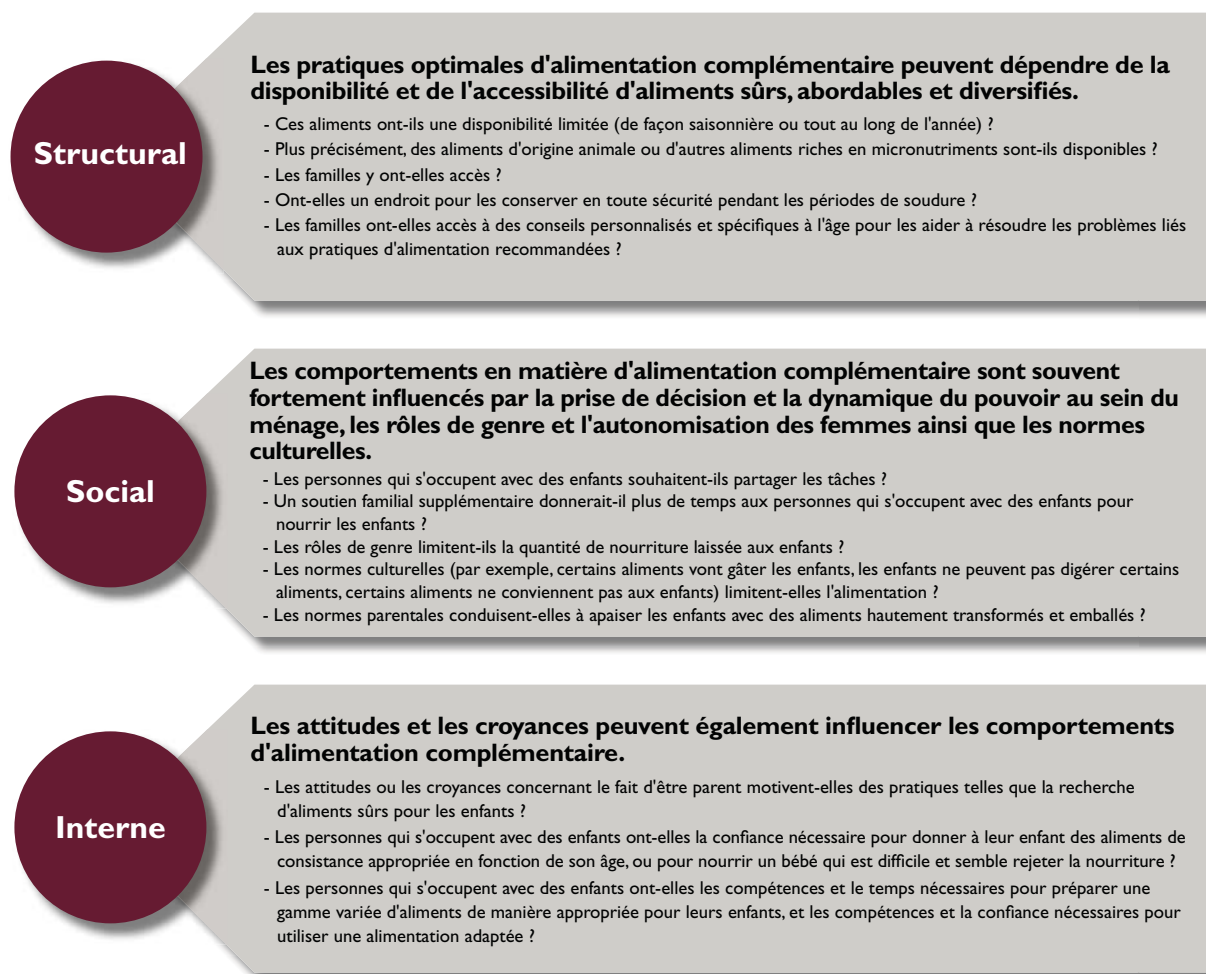 Structural
Les pratiques optimales d'alimentation complémentaire peuvent dépendre de la
disponibilité et de l'accessibilité d'aliments sûrs, abordables et diversifiés.
- Ces aliments ont-ils une disponibilité limitée (de façon saisonnière ou tout au long de l'année) ?
- Plus précisément, des aliments d'origine animale ou d'autres aliments riches en micronutriments sont-ils disponibles ?
- Les familles y ont-elles accès ?
- Ont-elles un endroit pour les conserver en toute sécurité pendant les périodes de soudure ?
- Les familles ont-elles accès à des conseils personnalisés et spécifiques à l'âge pour les aider à résoudre les problèmes liés
aux pratiques d'alimentation recommandées ?
Social
Les comportements en matière d'alimentation complémentaire sont souvent
fortement influencés par la prise de décision et la dynamique du pouvoir au sein du
ménage, les rôles de genre et l'autonomisation des femmes ainsi que les normes
culturelles.
- Les personnes qui s'occupent avec des enfants souhaitent-ils partager les tâches ?
- Un soutien familial supplémentaire donnerait-il plus de temps aux personnes qui s'occupent avec des enfants pour
nourrir les enfants ?
- Les rôles de genre limitent-ils la quantité de nourriture laissée aux enfants ?
- Les normes culturelles (par exemple, certains aliments vont gâter les enfants, les enfants ne peuvent pas digérer certains
aliments, certains aliments ne conviennent pas aux enfants) limitent-elles l'alimentation ?
- Les normes parentales conduisent-elles à apaiser les enfants avec des aliments hautement transformés et emballés ?
Interne
Les attitudes et les croyances peuvent également influencer les comportements
d'alimentation complémentaire.
- Les attitudes ou les croyances concernant le fait d'être parent motivent-elles des pratiques telles que la recherche
d'aliments sûrs pour les enfants ?
- Les personnes qui s'occupent avec des enfants ont-elles la confiance nécessaire pour donner à leur enfant des aliments de
consistance appropriée en fonction de son âge, ou pour nourrir un bébé qui est difficile et semble rejeter la nourriture ?
- Les personnes qui s'occupent avec des enfants ont-elles les compétences et le temps nécessaires pour préparer une
gamme variée d'aliments de manière appropriée pour leurs enfants, et les compétences et la confiance nécessaires pour
utiliser une alimentation adaptée ?